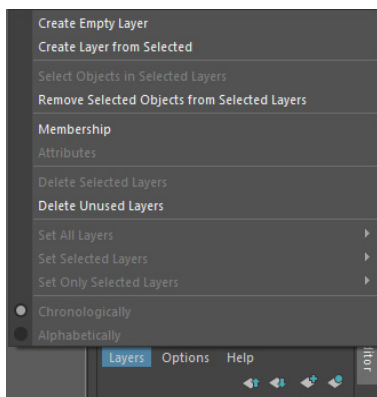 Create Empty Layer
Create Layer from Selected
Select Objects in Selected Layers
Remove Selected Objects from Selected Layers
Membership
Attributes
Delete Selected Layers
Delete Unused Layers
Set All Layers
Set Selected Layers
Set Only Selected Layers
Chronologically
Alphabetically
Layers Options Help